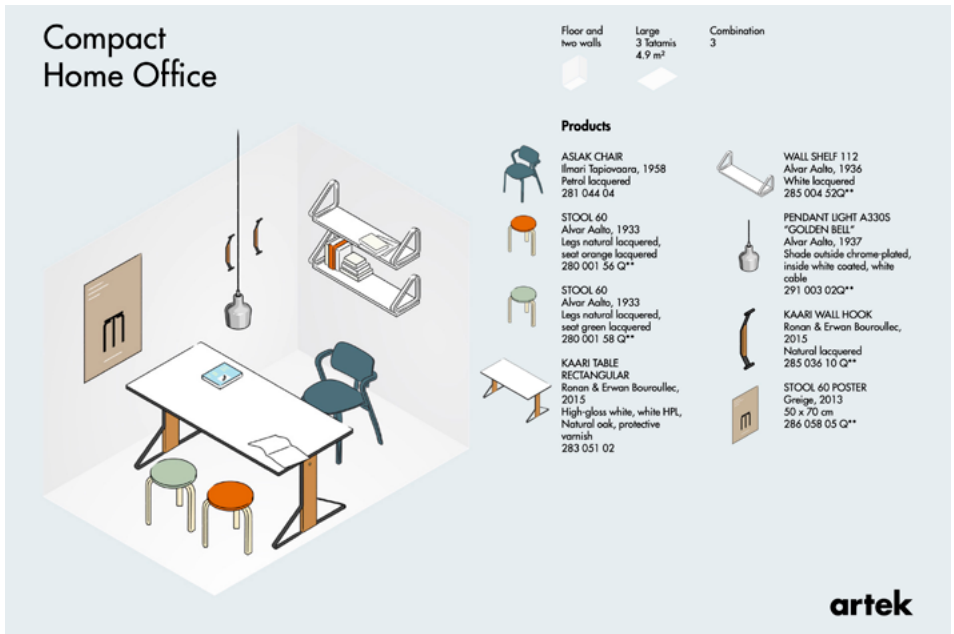 Compact
Home Office
Floor and
two walls
Large
3 Tatamis
4.9 m²
Combination
3
Products
ASLAK CHAIR
Ilmari Tapiovaara, 1958
Petrol lacquered
281 044 04
STOOL 60
Alvar Aalto, 1933
Legs natural lacquered,
seat orange lacquered
280 001 56 Q**
STOOL 60
Alvar Aalto, 1933
Legs natural lacquered,
seat green lacquered
280 001 58 Q**
KAARI TABLE
RECTANGULAR
Ronan & Erwan Bouroullec,
2015
High-gloss white, white HPL,
Natural oak, protective
varnish
283 051 02
WALL SHELF 112
Alvar Aalto, 1936
White lacquered
285 004 52Q**
PENDANT LIGHT A330S
“GOLDEN BELL”
Alvar Aalto, 1937
Shade outside chrome-plated,
inside white coated, white
cable
291 003 02Q**
KAARI WALL HOOK
Ronan & Erwan Bouroullec,
2015
Natural lacquered
285 036 10 Q**
STOOL 60 POSTER
Greige, 2013
50 x 70 cm
286 058 05 Q**
artek